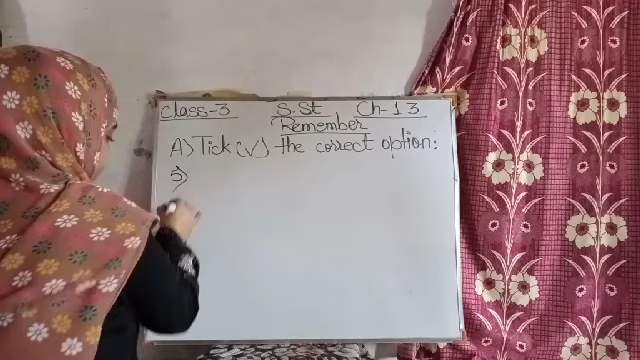 Class-3 S.St Ch-13
Remember
A) Tick (√) the correct option: